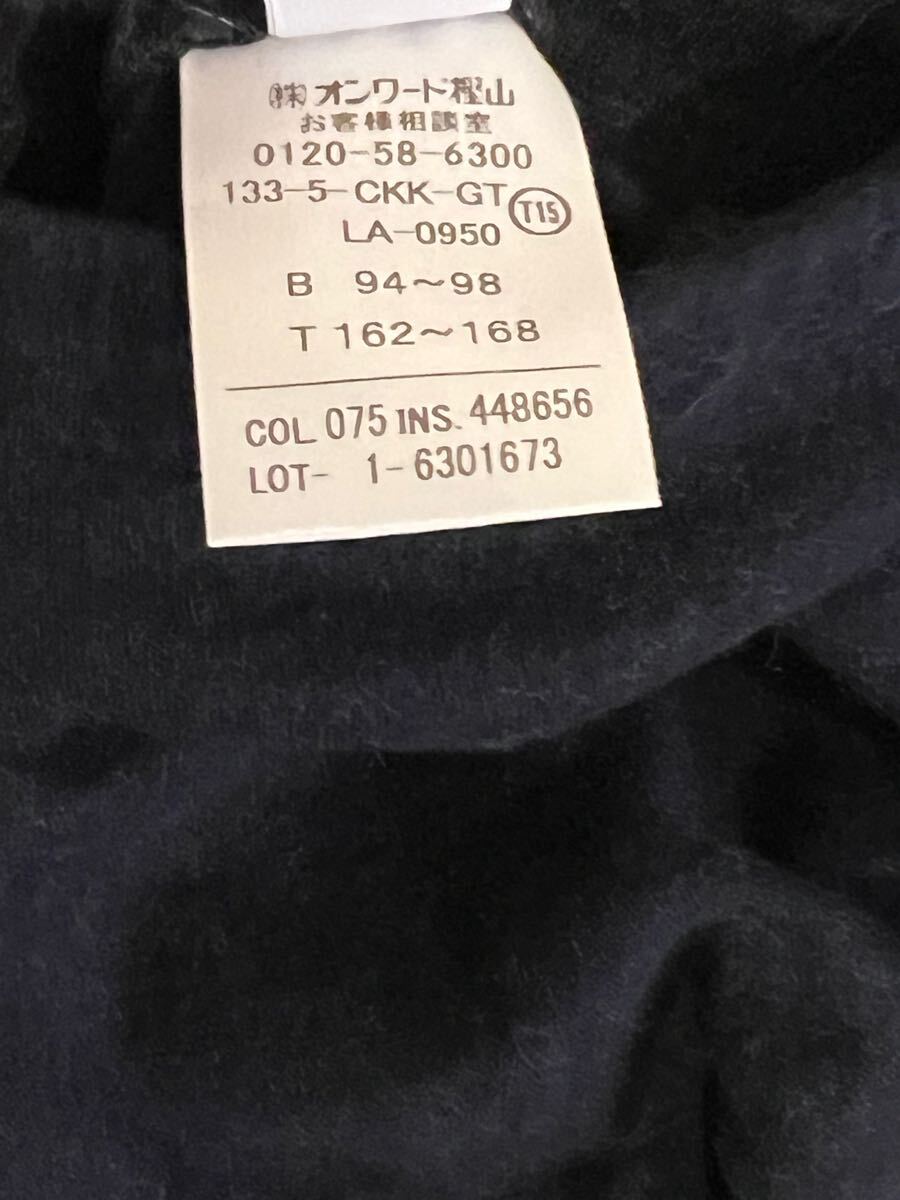 ㈱オンワード樫山
お客様相談室
0120-58-6300
133-5-CKK-GT T15
LA-0950
B 94～98
T 162～168
COL 075 INS. 448656
LOT- 1-6301673